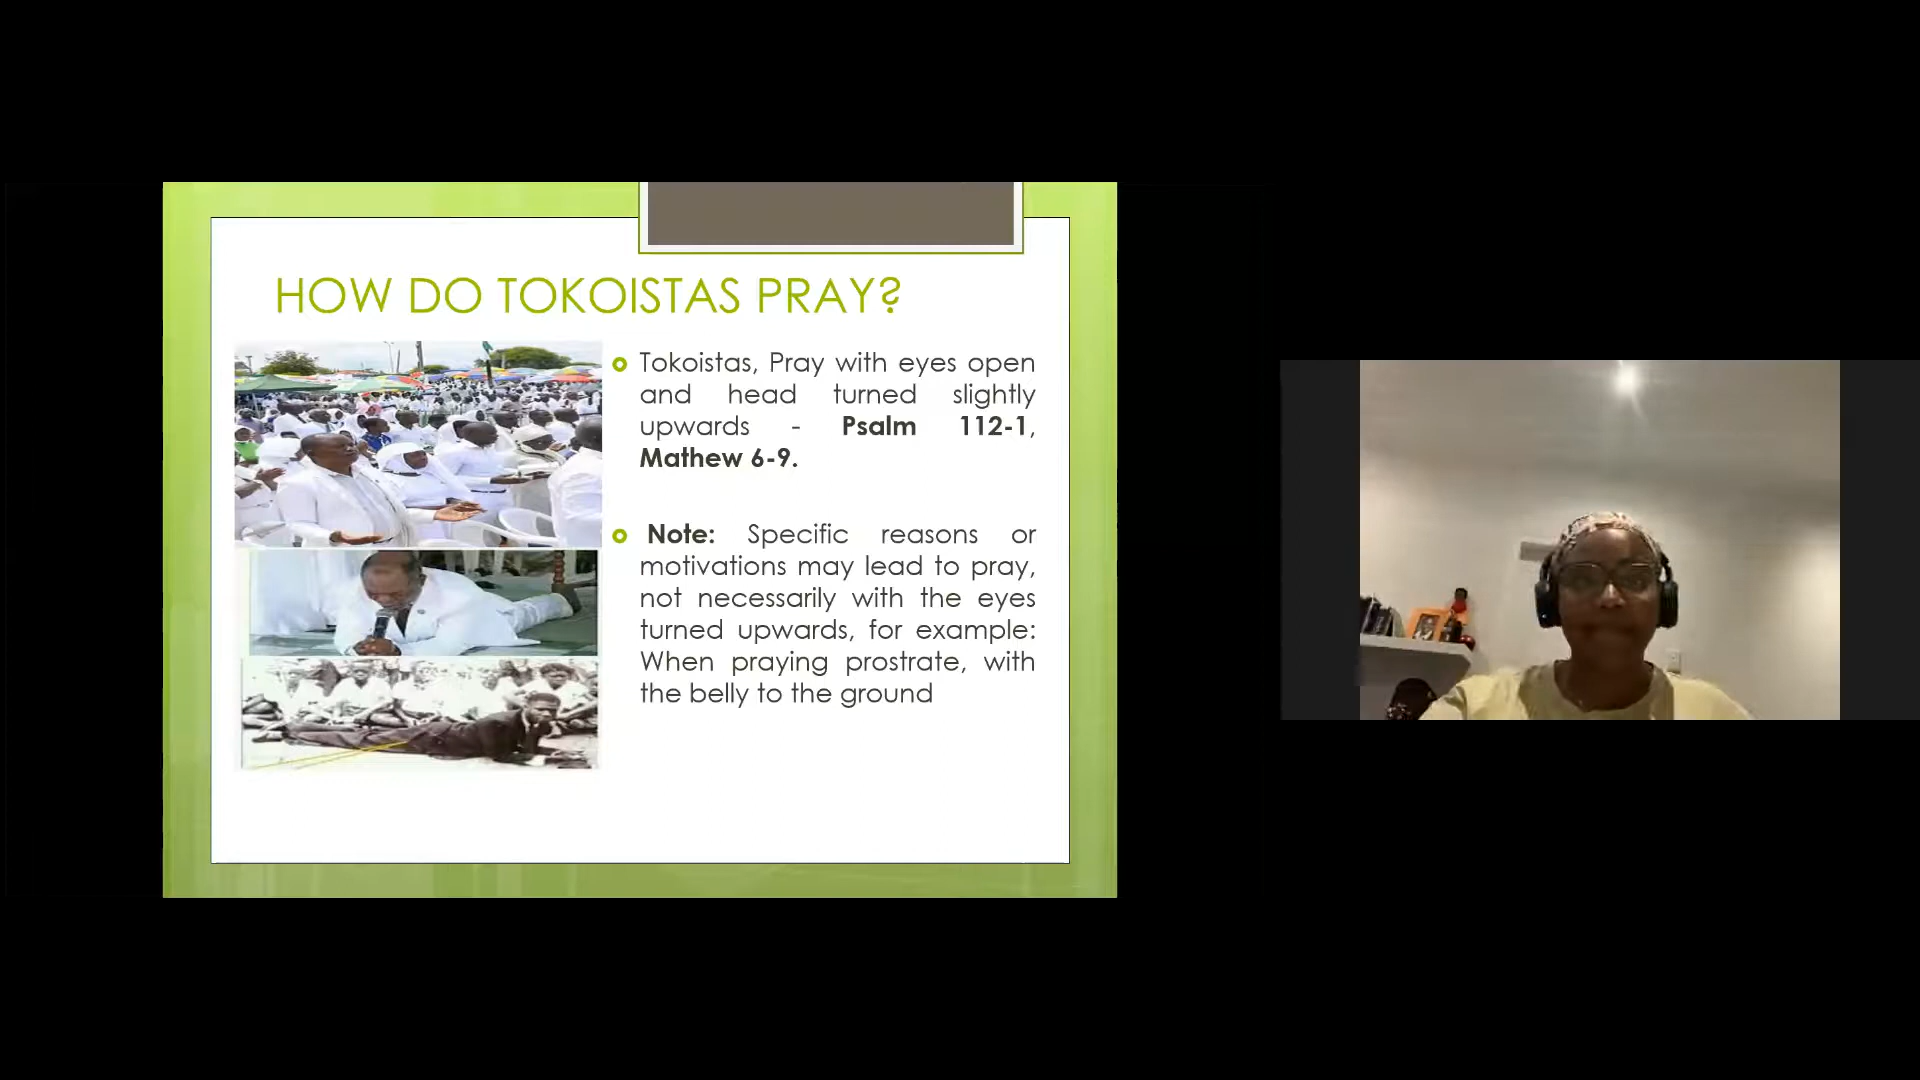 HOW DO TOKOISTAS PRAY?
Tokoistas, Pray with eyes open
and head turned slightly
upwards - Psalm 112-1,
Mathew 6-9.
Note: Specific reasons or
motivations may lead to pray,
not necessarily with the eyes
turned upwards, for example:
When praying prostrate, with
the belly to the ground